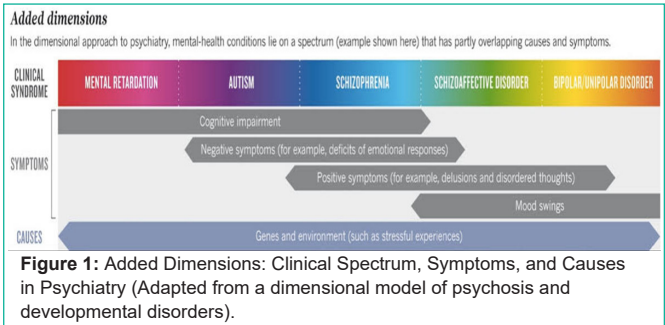 Added dimensions
In the dimensional approach to psychiatry, mental-health conditions lie on a spectrum (example shown here) that has partly overlapping causes and symptoms.
CLINICAL SYNDROME
MENTAL RETARDATION
AUTISM
SCHIZOPHRENIA
SCHIZOAFFECTIVE DISORDER
BIPOLAR/UNIPOLAR DISORDER
SYMPTOMS
Cognitive impairment
Negative symptoms (for example, deficits of emotional responses)
Positive symptoms (for example, delusions and disordered thoughts)
Mood swings
CAUSES
Genes and environment (such as stressful experiences)
Figure 1: Added Dimensions: Clinical Spectrum, Symptoms, and Causes
in Psychiatry (Adapted from a dimensional model of psychosis and
developmental disorders).